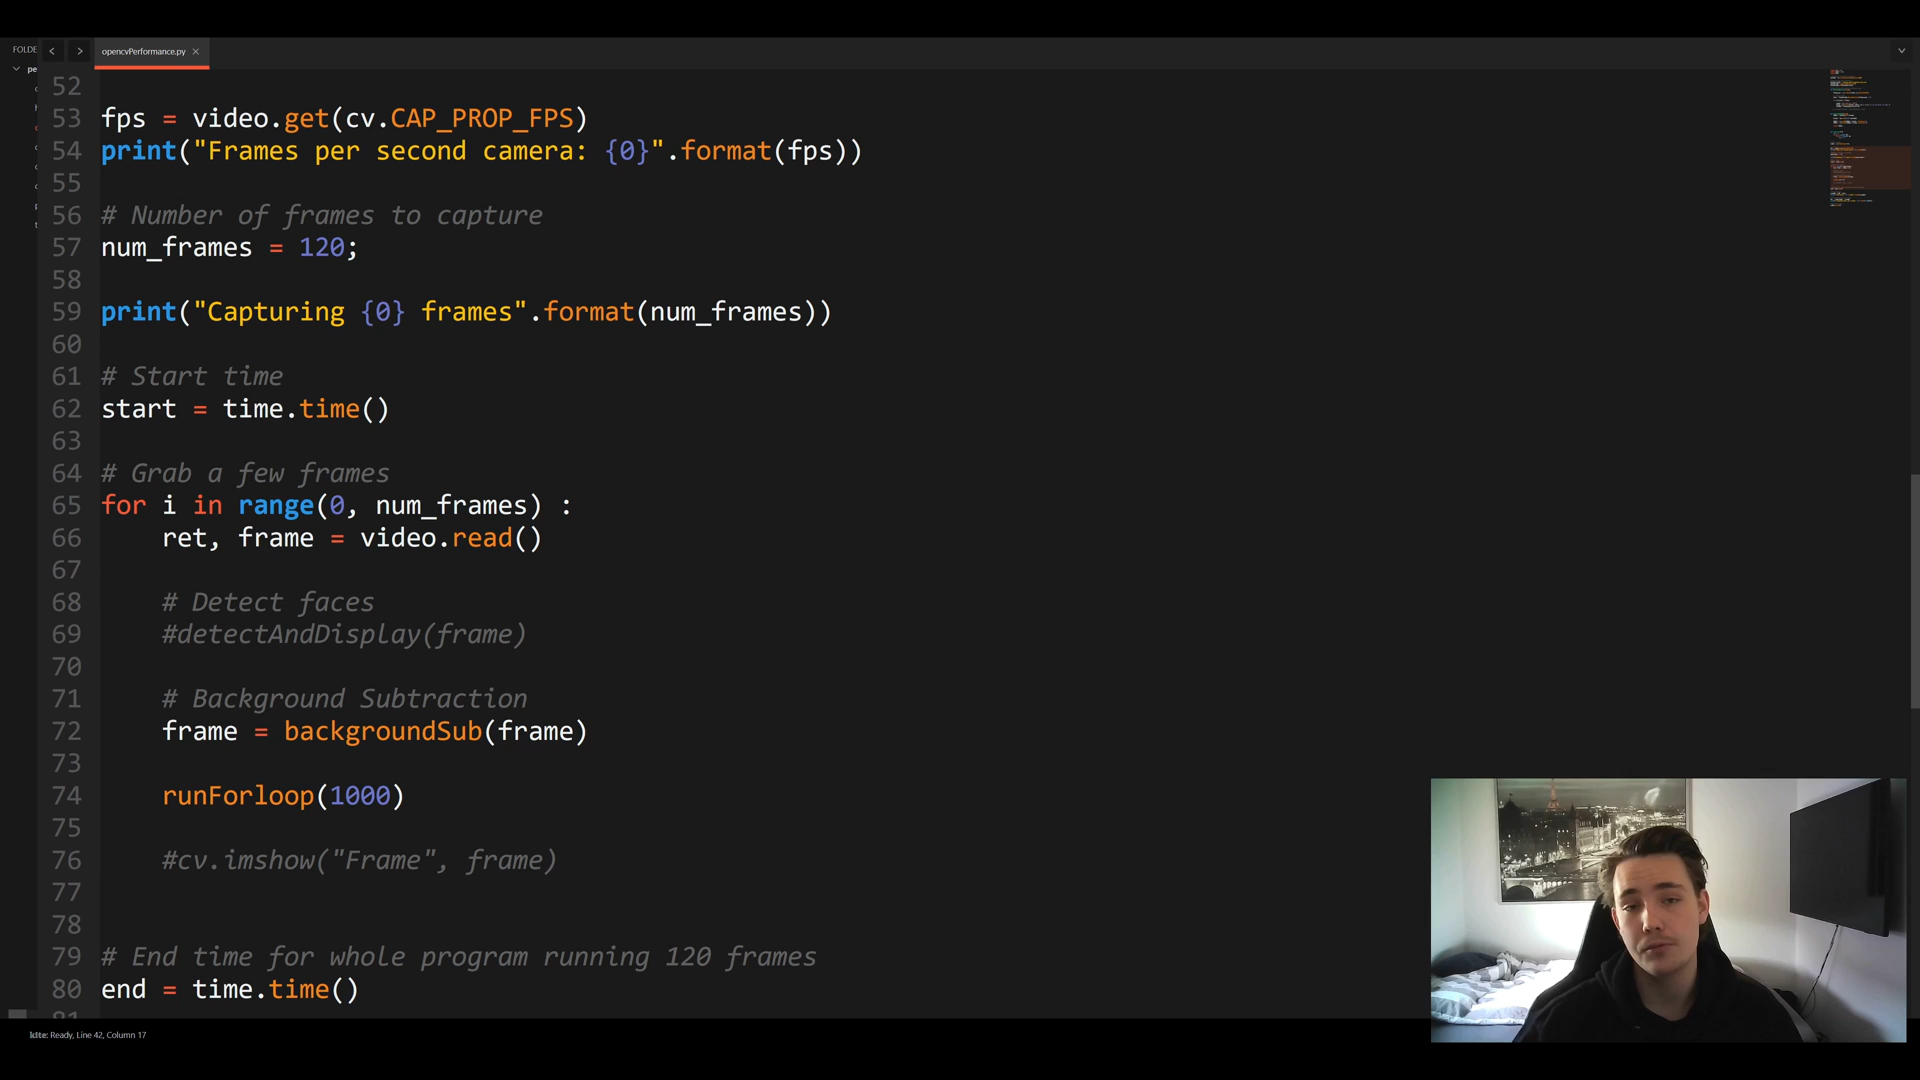 FOLDE
opencvPerformance.py
pe
52
53 fps = video.get(cv.CAP_PROP_FPS)
54 print("Frames per second camera: {0}".format(fps))
55
56 # Number of frames to capture
57 num_frames = 120;
58
59 print("Capturing {0} frames".format(num_frames))
60
61 # Start time
62 start = time.time()
63
64 # Grab a few frames
65 for i in range(0, num_frames) :
66 ret, frame = video.read()
67
68 # Detect faces
69 #detectAndDisplay(frame)
70
71 # Background Subtraction
72 frame = backgroundSub(frame)
73
74 runForloop(1000)
75
76 #cv.imshow("Frame", frame)
77
78
79 # End time for whole program running 120 frames
80 end = time.time()
81
kite: Ready, Line 42, Column 17